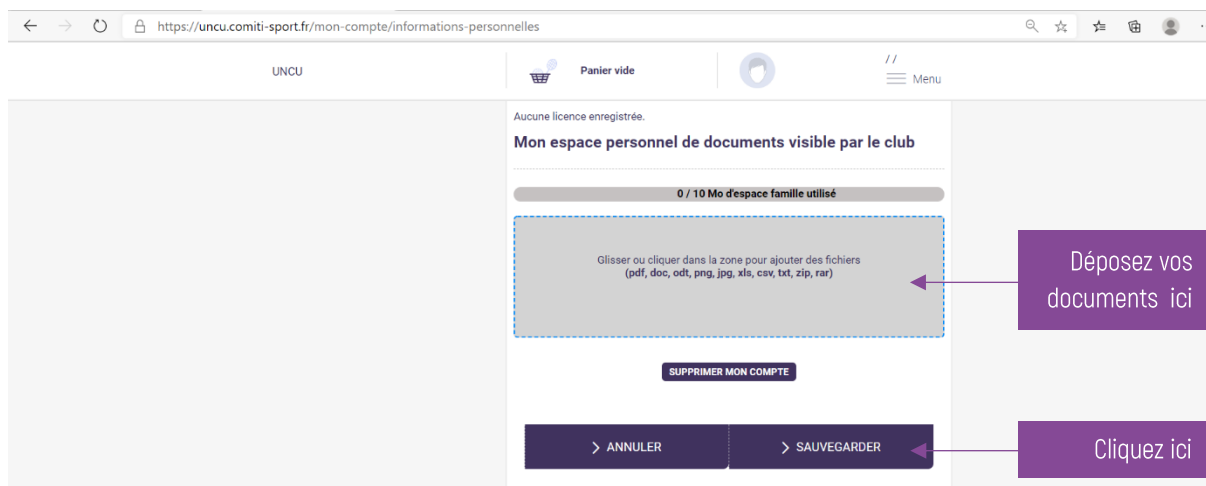 https://uncu.comiti-sport.fr/mon-compte/informations-personnelles
UNCU
Panier vide
//
Menu
Aucune licence enregistrée.
Mon espace personnel de documents visible par le club
0 / 10 Mo d'espace famille utilisé
Glisser ou cliquer dans la zone pour ajouter des fichiers
(pdf, doc, odt, png, jpg, xls, csv, txt, zip, rar)
Déposez vos
documents ici
SUPPRIMER MON COMPTE
> ANNULER
> SAUVEGARDER
Cliquez ici